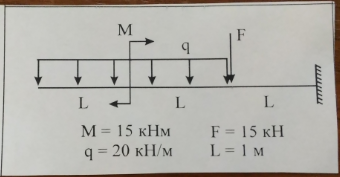 M
q
F
L
L
L
M = 15 кНм F = 15 кН
q = 20 кН/м L = 1 м